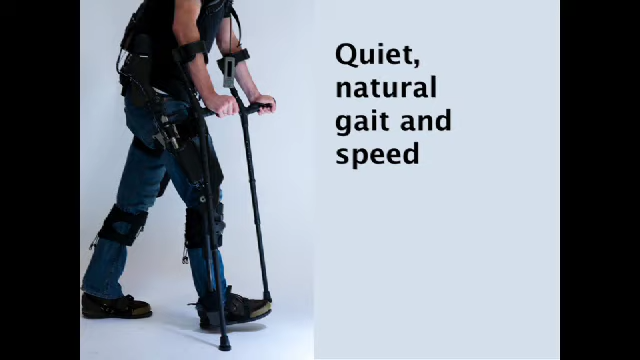 Quiet,
natural
gait and
speed